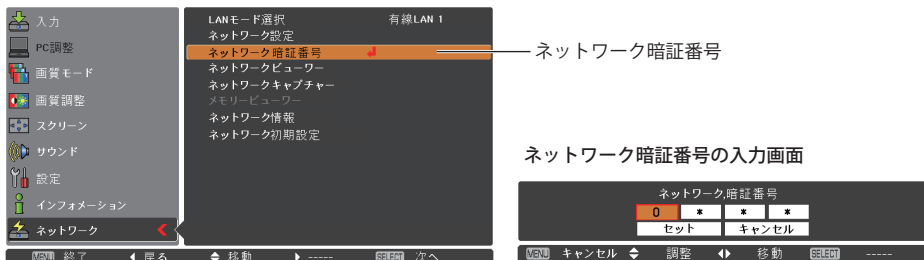 入力
PC調整
画質モード
画質調整
スクリーン
サウンド
設定
インフォメーション
ネットワーク
LANモード選択 有線LAN 1
ネットワーク設定
ネットワーク暗証番号
ネットワークビューワー
ネットワークキャプチャー
メモリービューワー
ネットワーク情報
ネットワーク初期設定
MENU 終了 戻る 移動 ----- SELECT 次へ
ネットワーク暗証番号
ネットワーク暗証番号の入力画面
ネットワーク暗証番号
0 * * *
セット キャンセル
MENU キャンセル 調整 移動 SELECT -----